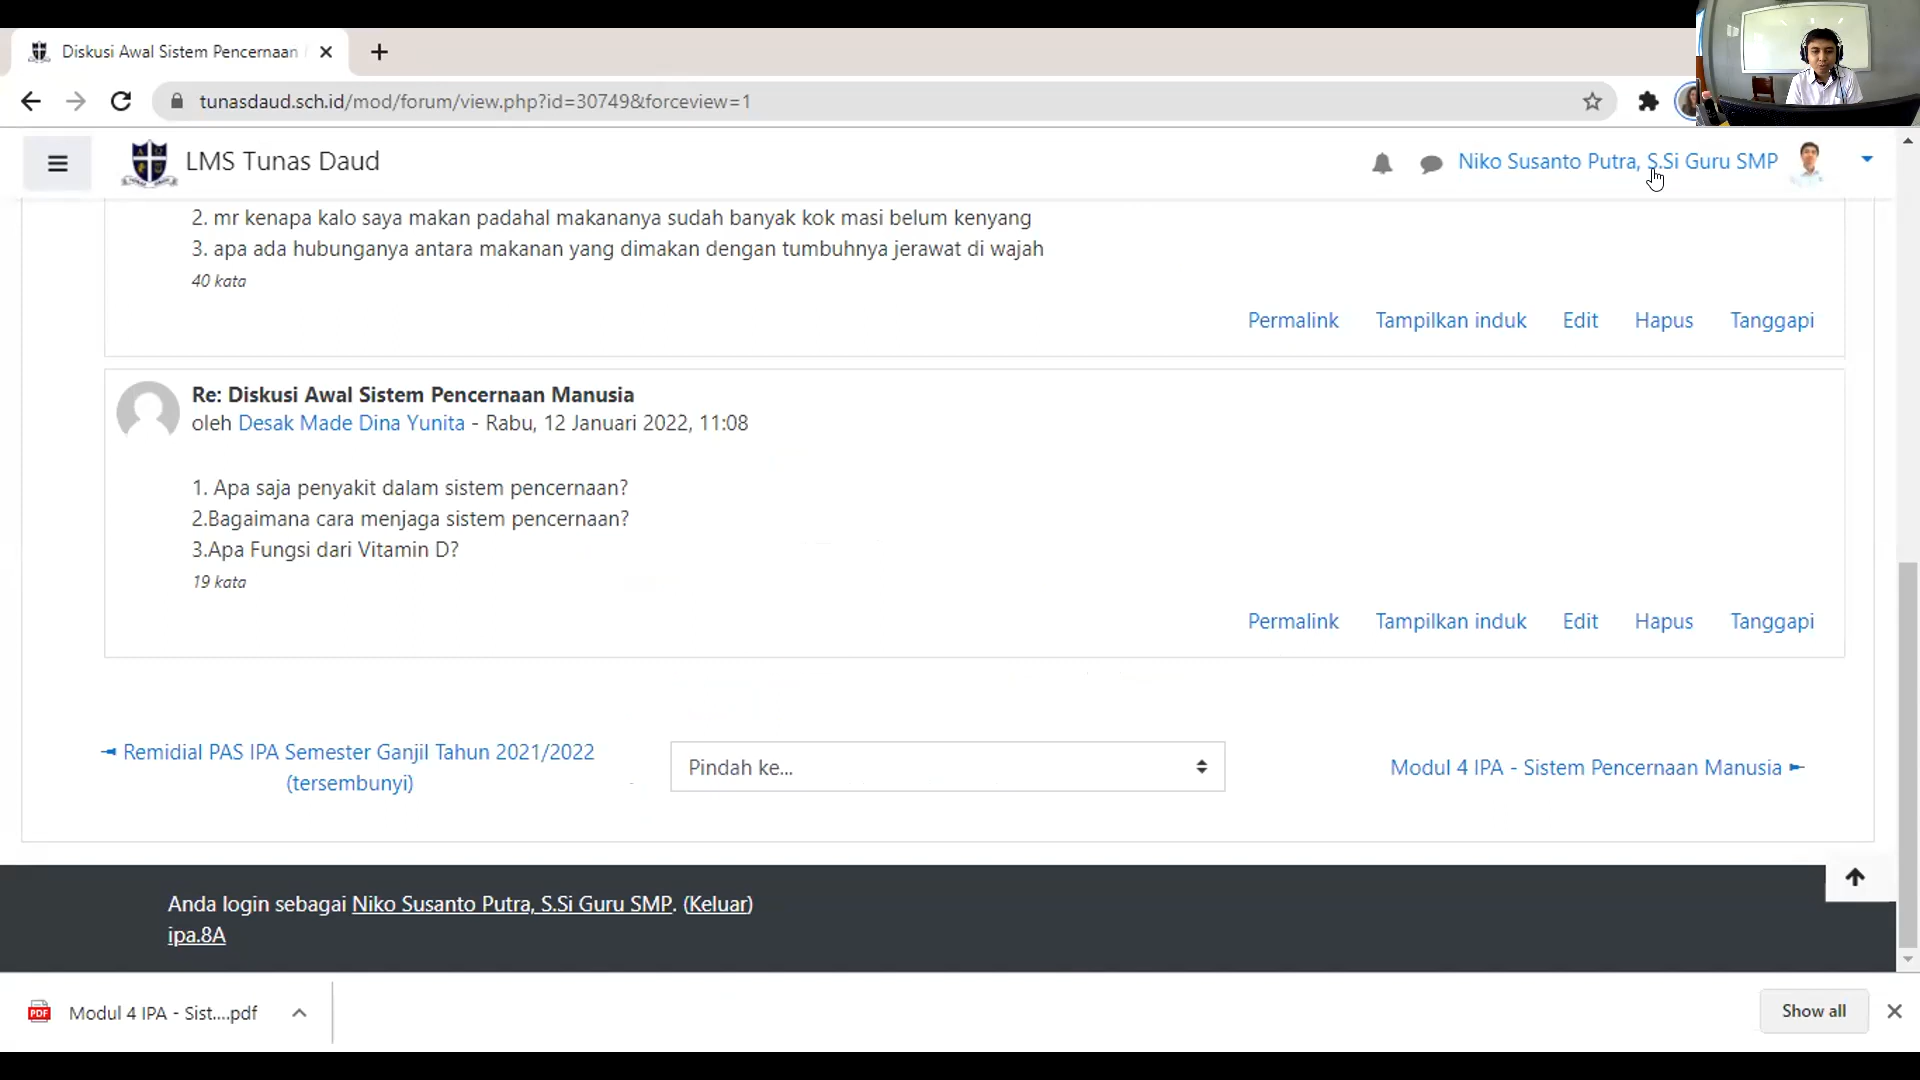 Diskusi Awal Sistem Pencernaan
tunasdaud.sch.id/mod/forum/view.php?id=30749&forceview=1
LMS Tunas Daud
Niko Susanto Putra, S.Si Guru SMP
2. mr kenapa kalo saya makan padahal makananya sudah banyak kok masi belum kenyang
3. apa ada hubunganya antara makanan yang dimakan dengan tumbuhnya jerawat di wajah
40 kata
Permalink Tampilkan induk Edit Hapus Tanggapi
Re: Diskusi Awal Sistem Pencernaan Manusia
oleh Desak Made Dina Yunita - Rabu, 12 Januari 2022, 11:08
1. Apa saja penyakit dalam sistem pencernaan?
2.Bagaimana cara menjaga sistem pencernaan?
3.Apa Fungsi dari Vitamin D?
19 kata
Permalink Tampilkan induk Edit Hapus Tanggapi
◄ Remidial PAS IPA Semester Ganjil Tahun 2021/2022
(tersembunyi)
Pindah ke...
Modul 4 IPA - Sistem Pencernaan Manusia ►
Anda login sebagai Niko Susanto Putra, S.Si Guru SMP. (Keluar)
ipa.8A
PDF Modul 4 IPA - Sist....pdf
Show all